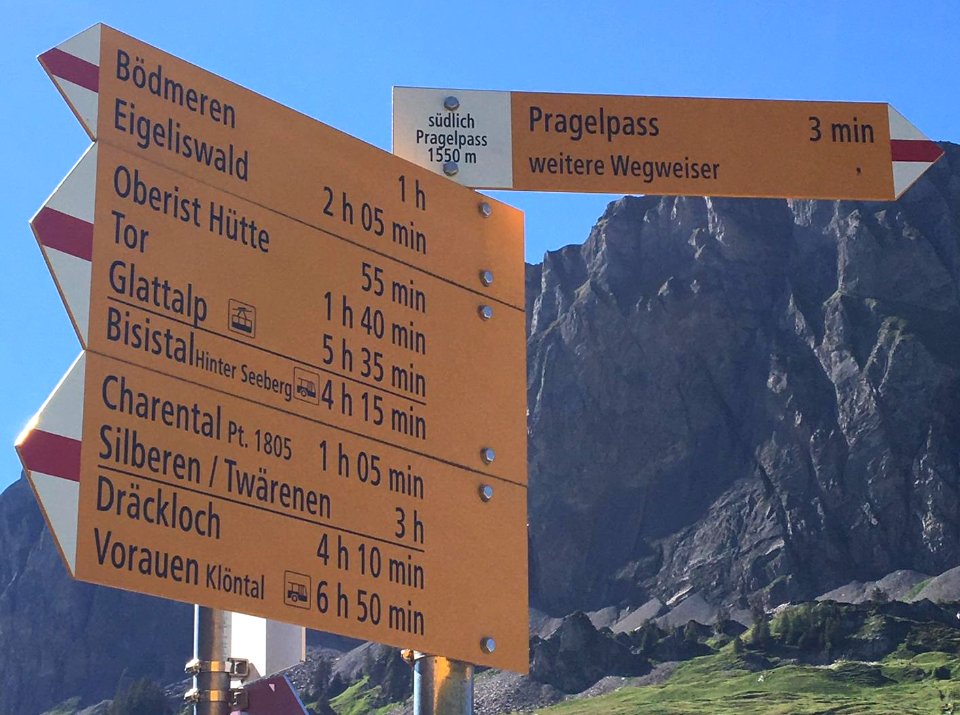 Bödmeren 1 h
Eigeliswald 2 h 05 min
Oberist Hütte 55 min
Tor 1 h 40 min
Glattalp 5 h 35 min
Bisistal Hinter Seeberg 4 h 15 min
Charental Pt. 1805 1 h 05 min
Silberen / Twärenen 3 h
Dräckloch 4 h 10 min
Vorauen Klöntal 6 h 50 min
südlich
Pragelpass
1550 m
Pragelpass 3 min
weitere Wegweiser